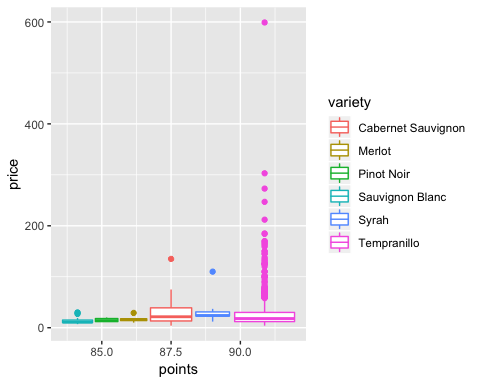 600
400
200
0
price
85.0 87.5 90.0
points
variety
Cabernet Sauvignon
Merlot
Pinot Noir
Sauvignon Blanc
Syrah
Tempranillo